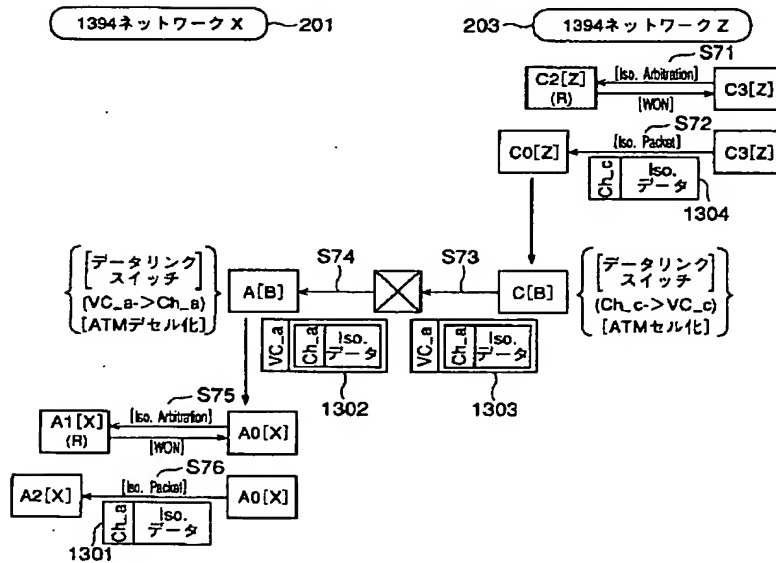 1394ネットワーク X
201
203
1394ネットワーク Z
S71
C2[Z]
(R)
[Iso. Arbitration]
[WON]
C3[Z]
S72
C0[Z]
[Iso. Packet]
C3[Z]
Ch_c
Iso.
データ
1304
[データリンク
スイッチ]
(VC_a->Ch_a)
[ATMデセル化]
A[B]
S74
S73
C[B]
[データリンク
スイッチ]
(Ch_c->VC_c)
[ATMセル化]
VC_a
Ch_a
Iso.
データ
1302
VC_a
Ch_a
Iso.
データ
1303
S75
A1[X]
(R)
[Iso. Arbitration]
[WON]
A0[X]
S76
A2[X]
[Iso. Packet]
A0[X]
Ch_a
Iso.
データ
1301